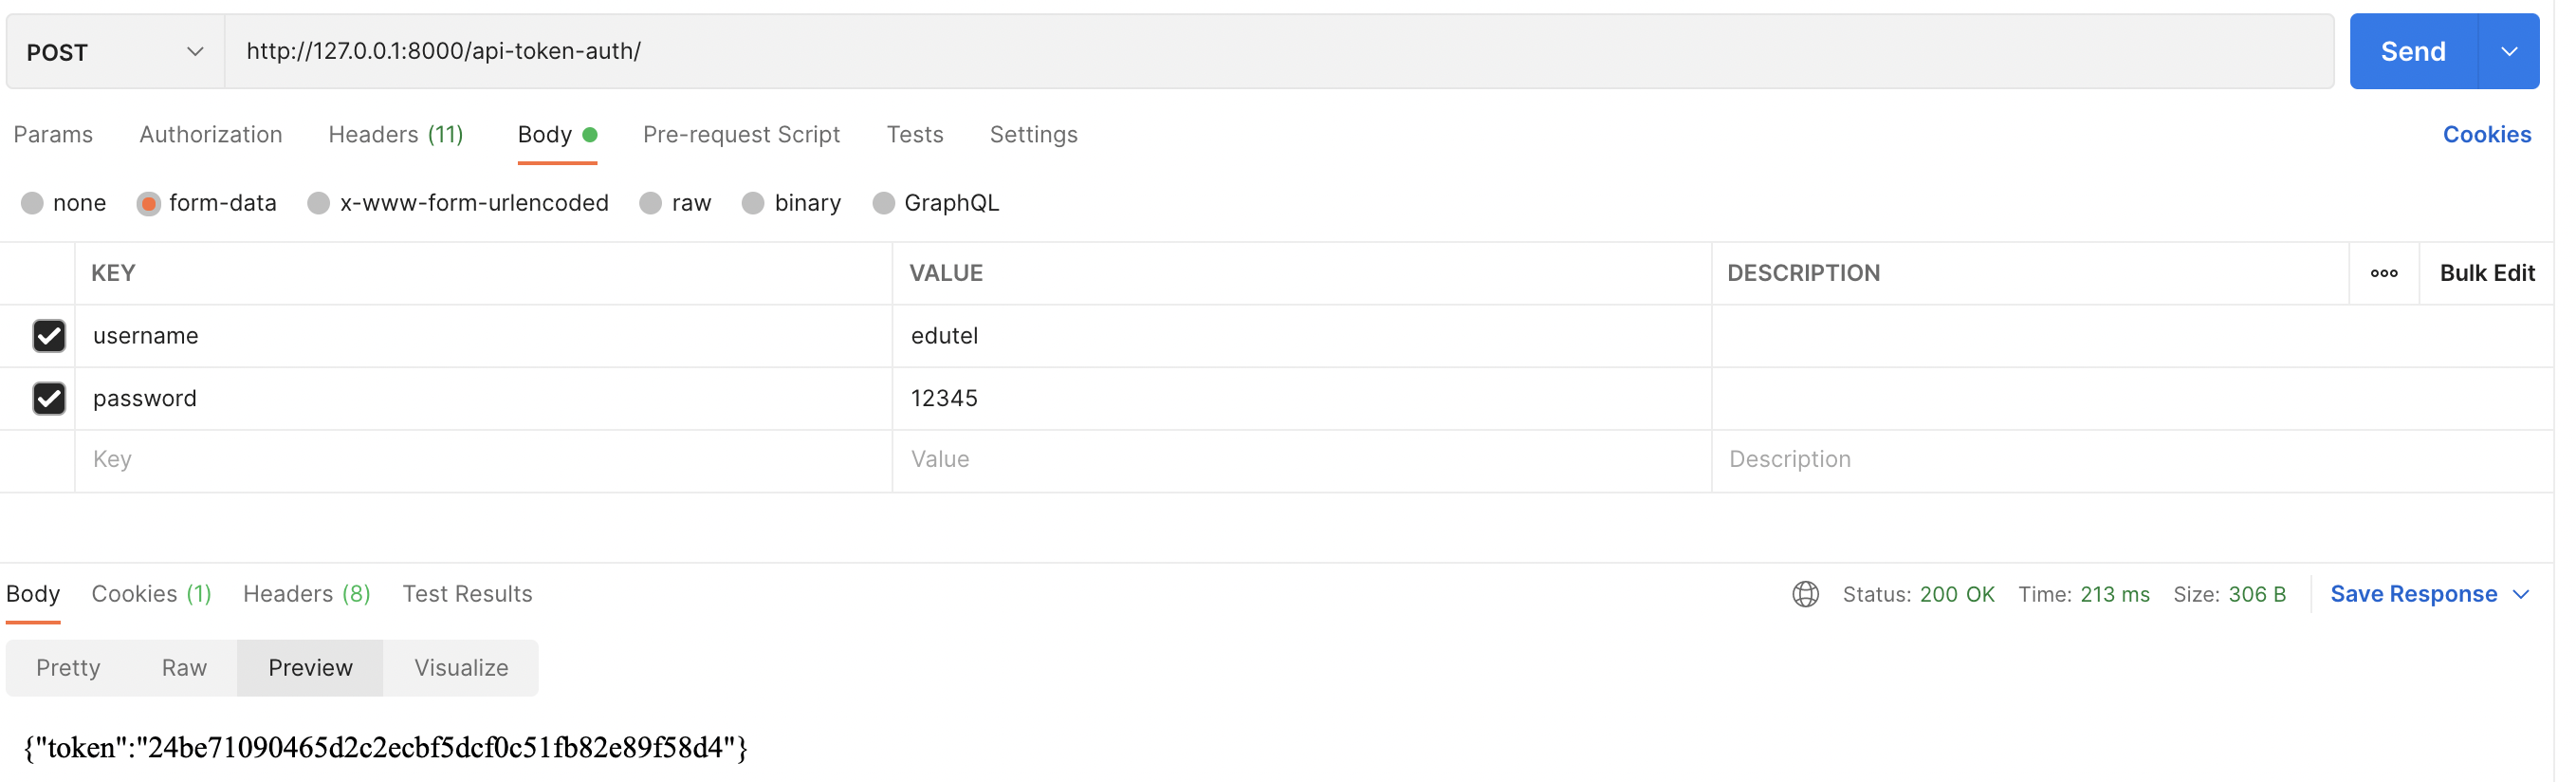 POST http://127.0.0.1:8000/api-token-auth/ Send
Params Authorization Headers (11) Body Pre-request Script Tests Settings Cookies
none form-data x-www-form-urlencoded raw binary GraphQL
KEY VALUE DESCRIPTION ooo Bulk Edit
username edutel
password 12345
Key Value Description
Body Cookies (1) Headers (8) Test Results Status: 200 OK Time: 213 ms Size: 306 B Save Response
Pretty Raw Preview Visualize
{"token":"24be71090465d2c2ecbf5dcf0c51fb82e89f58d4"}